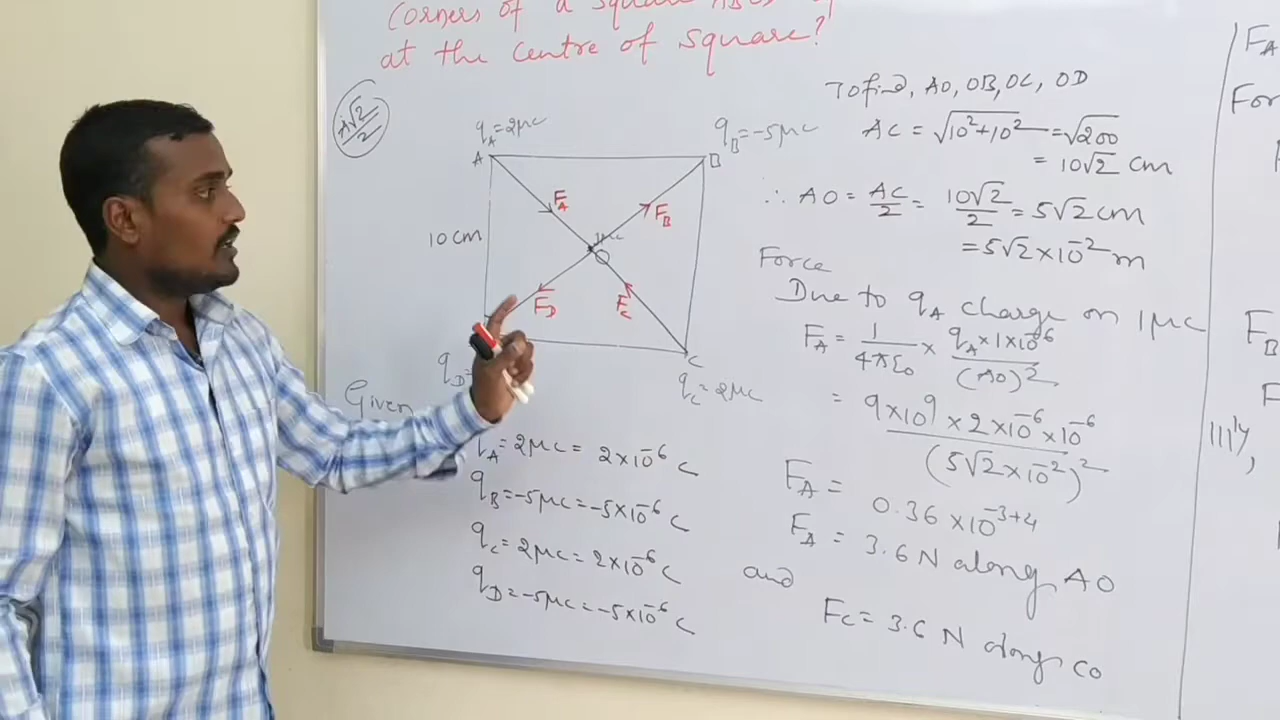 Corners of a square ABCD
at the centre of square?
A√2/2
qA=2μC
qB=-5μC
A
B
10cm
FA
FB
1μC
O
FD
FC
C
qD=
qC=2μC
Given
qA=2μC= 2×10⁻⁶ C
qB=-5μC=-5×10⁻⁶ C
qC=2μC= 2×10⁻⁶ C
qD=-5μC=-5×10⁻⁶ C
To find, AO, OB, OC, OD
AC = √10²+10² = √200
= 10√2 cm
∴ AO = AC/2 = 10√2/2 = 5√2 cm
= 5√2×10⁻² m
Force
Due to qA charge on 1μC
FA = 1/4πε₀ × qA×1×10⁻⁶/(AO)²
= 9×10⁹×2×10⁻⁶×10⁻⁶/(5√2×10⁻²)²
FA = 0.36×10⁻³⁺⁴
FA = 3.6 N along AO
and
FC = 3.6 N along CO
FA
For
FB
F
|||ly,